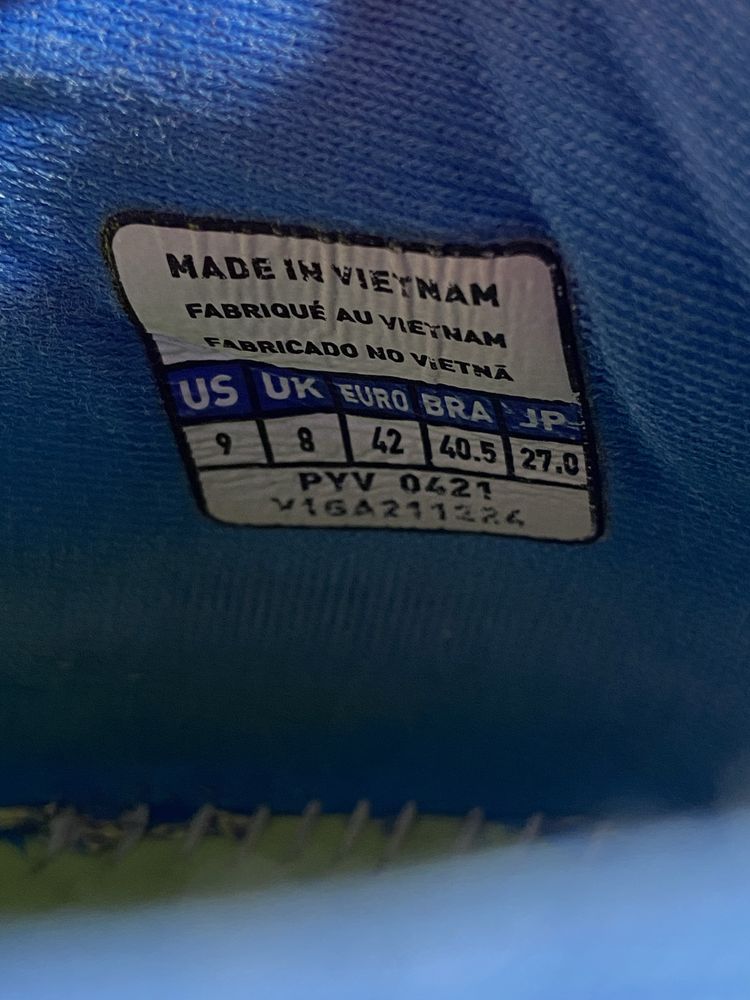 MADE IN VIETNAM
FABRIQUÉ AU VIETNAM
FABRICADO NO VIETNÃ
US UK EURO BRA JP
9 8 42 40.5 27.0
PYV 0421